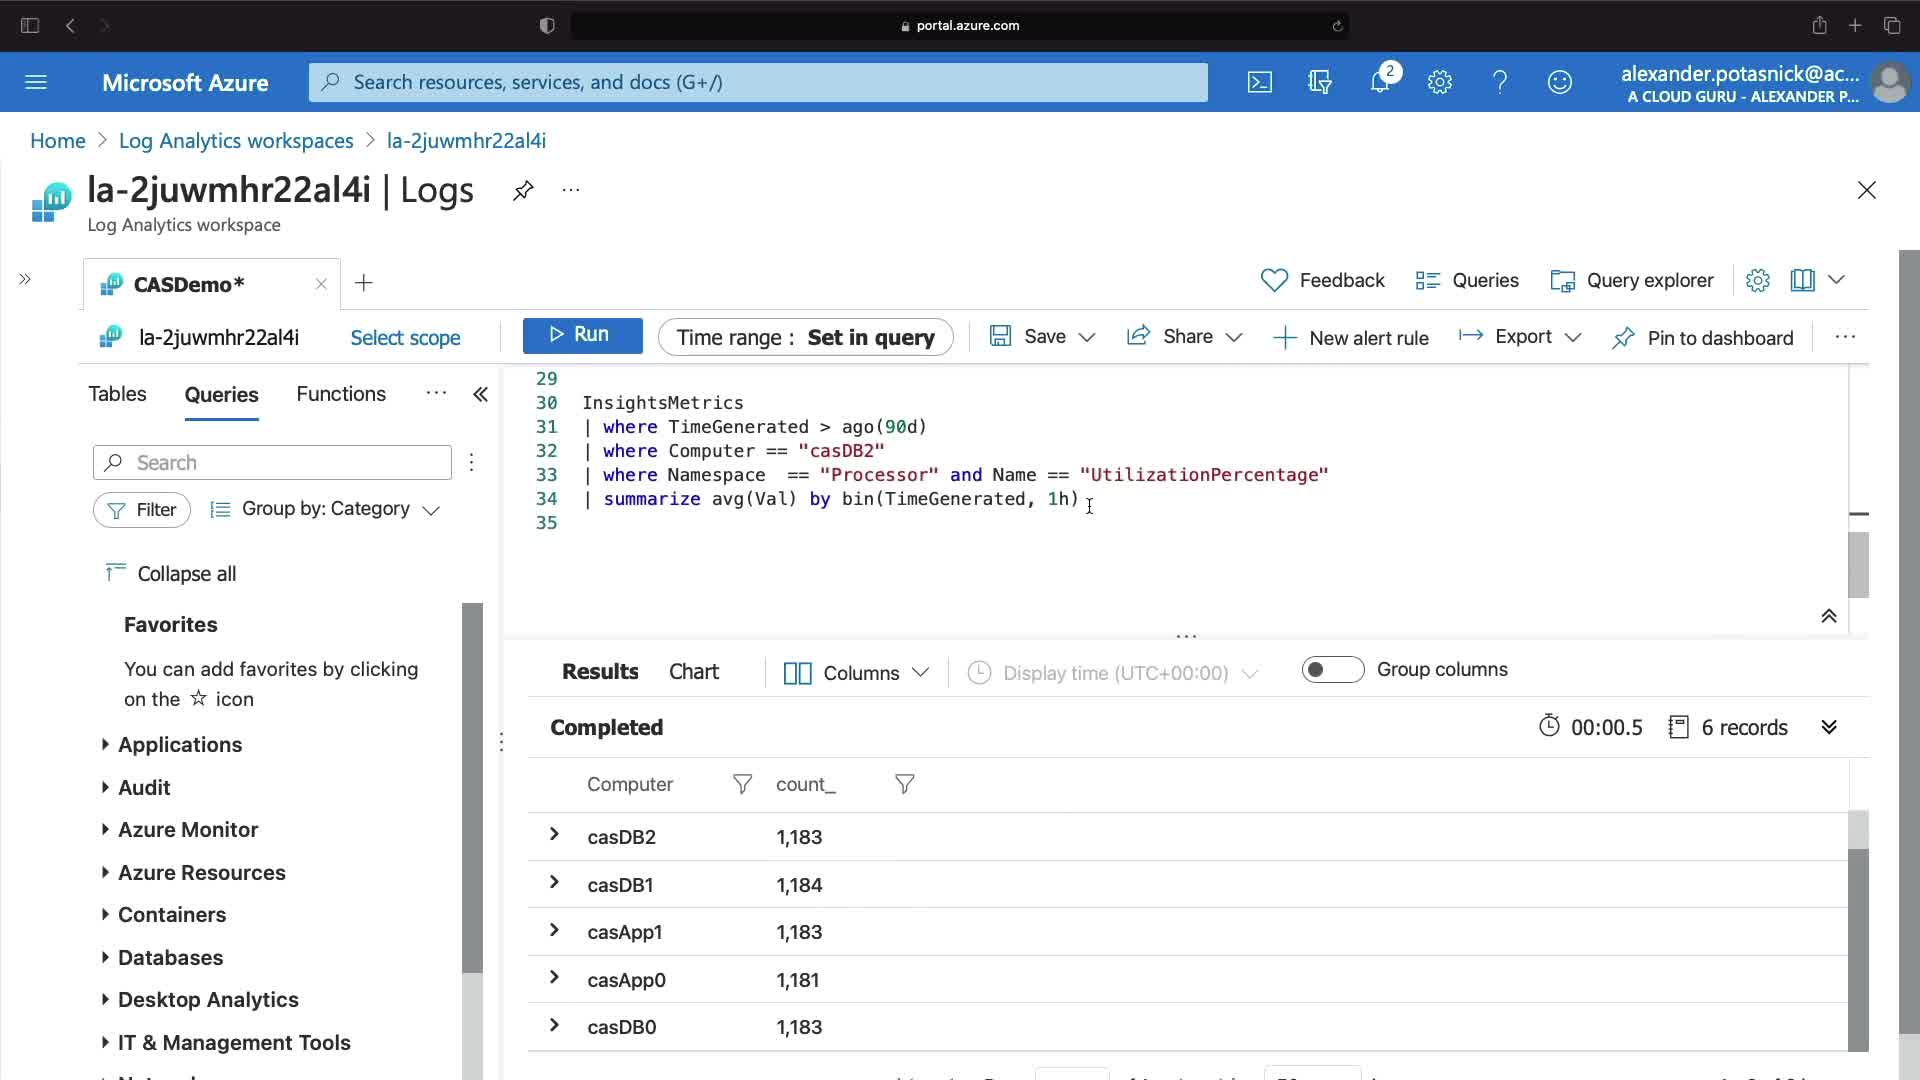 portal.azure.com
Microsoft Azure
Search resources, services, and docs (G+/)
2
alexander.potasnick@ac...
A CLOUD GURU - ALEXANDER P...
Home > Log Analytics workspaces > la-2juwmhr22al4i
la-2juwmhr22al4i | Logs
Log Analytics workspace
CASDemo*
Feedback
Queries
Query explorer
la-2juwmhr22al4i
Select scope
Run
Time range : Set in query
Save
Share
New alert rule
Export
Pin to dashboard
Tables
Queries
Functions
Search
Filter
Group by: Category
Collapse all
Favorites
You can add favorites by clicking
on the ☆ icon
Applications
Audit
Azure Monitor
Azure Resources
Containers
Databases
Desktop Analytics
IT & Management Tools
29
30 InsightsMetrics
31 | where TimeGenerated > ago(90d)
32 | where Computer == "casDB2"
33 | where Namespace  == "Processor" and Name == "UtilizationPercentage"
34 | summarize avg(Val) by bin(TimeGenerated, 1h)
35
Results
Chart
Columns
Display time (UTC+00:00)
Group columns
Completed
00:00.5
6 records
Computer count_
casDB2 1,183
casDB1 1,184
casApp1 1,183
casApp0 1,181
casDB0 1,183